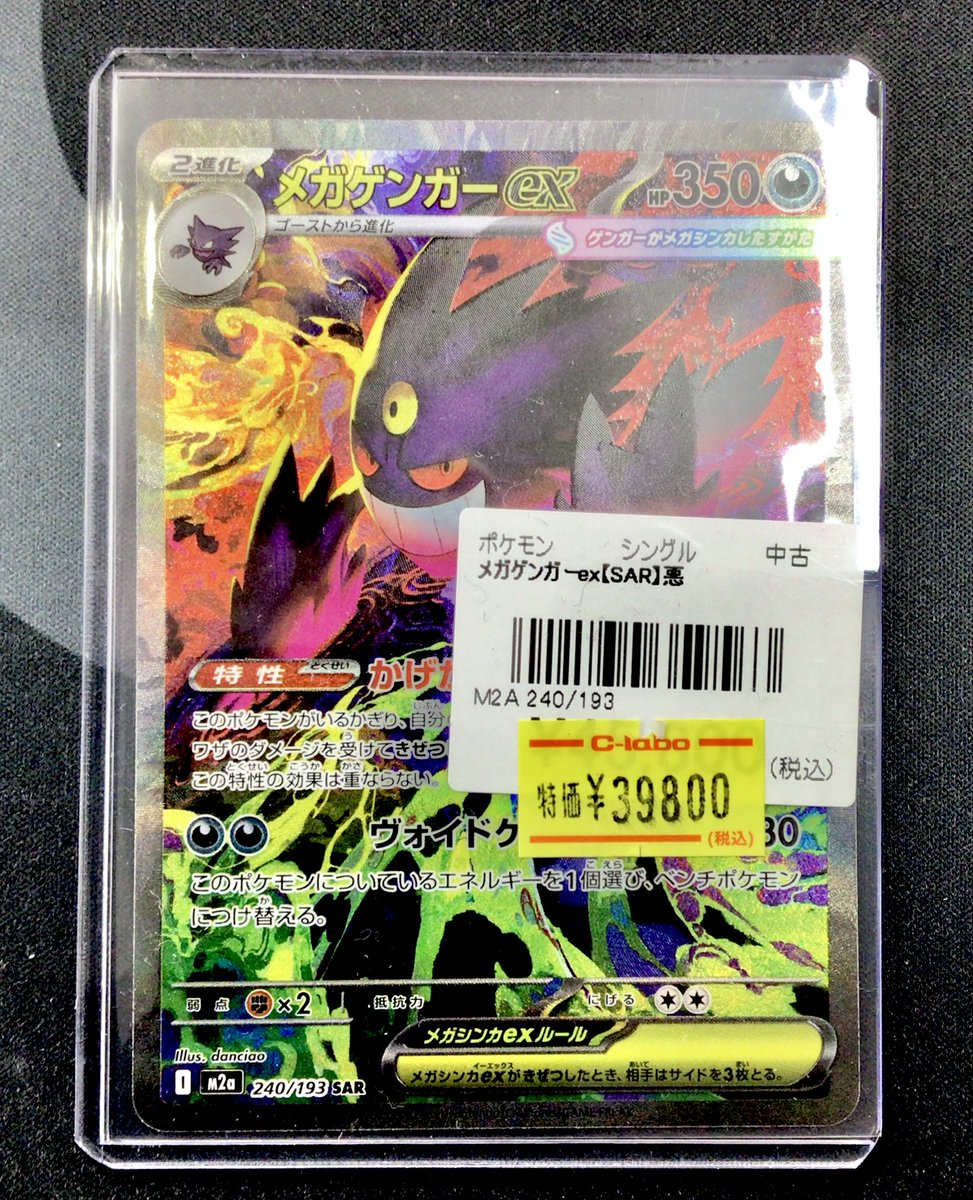 2進化
メガゲンガーex
HP350
ゴーストから進化
ゲンガーがメガシンカしたすがた
ポケモン シングル 中古
メガゲンガーex【SAR】悪
M2A 240/193
C-labo
特価¥39800
(税込)
(税込)
特性
とくせい
かげ
このポケモンがいるかぎり、自分
ワザのダメージを受けてきぜつ
この特性の効果は重ならない。
ヴォイド
このポケモンについているエネルギーを1個選び、ベンチポケモン
につけ替える。
弱点 ×2 抵抗力 にげる
メガシンカexルール
メガシンカexがきぜつしたとき、相手はサイドを3枚とる。
Illus. danciao
I m2a 240/193 SAR